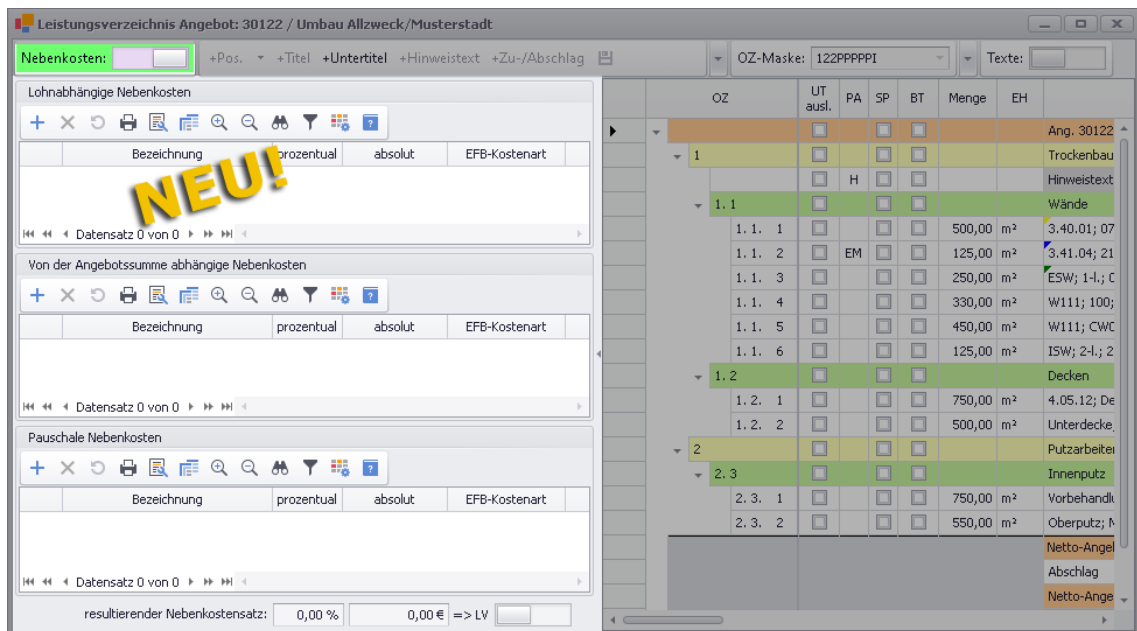 Leistungsverzeichnis Angebot: 30122 / Umbau Allzweck/Musterstadt
Nebenkosten: +Pos. +Titel +Untertitel +Hinweistext +Zu-/Abschlag OZ-Maske: 122PPPPPI Texte:
Lohnabhängige Nebenkosten
Bezeichnung prozentual absolut EFB-Kostenart
NEU!
Datensatz 0 von 0
Von der Angebotssumme abhängige Nebenkosten
Bezeichnung prozentual absolut EFB-Kostenart
Datensatz 0 von 0
Pauschale Nebenkosten
Bezeichnung prozentual absolut EFB-Kostenart
Datensatz 0 von 0
resultierender Nebenkostensatz: 0,00 % 0,00 € => LV
OZ UT ausl. PA SP BT Menge EH
Ang. 30122
1 Trockenbau
H Hinweistext
1. 1 Wände
1. 1. 1 500,00 m² 3.40.01; 07
1. 1. 2 EM 125,00 m² 3.41.04; 21
1. 1. 3 250,00 m² ESW; 1-l.;
1. 1. 4 330,00 m² W111; 100;
1. 1. 5 450,00 m² W111; CW
1. 1. 6 125,00 m² ISW; 2-l.; 2
1. 2 Decken
1. 2. 1 750,00 m² 4.05.12; De
1. 2. 2 500,00 m² Unterdecke
2 Putzarbeiten
2. 3 Innenputz
2. 3. 1 750,00 m² Vorbehandlu
2. 3. 2 550,00 m² Oberputz;
Netto-Angel
Abschlag
Netto-Ange